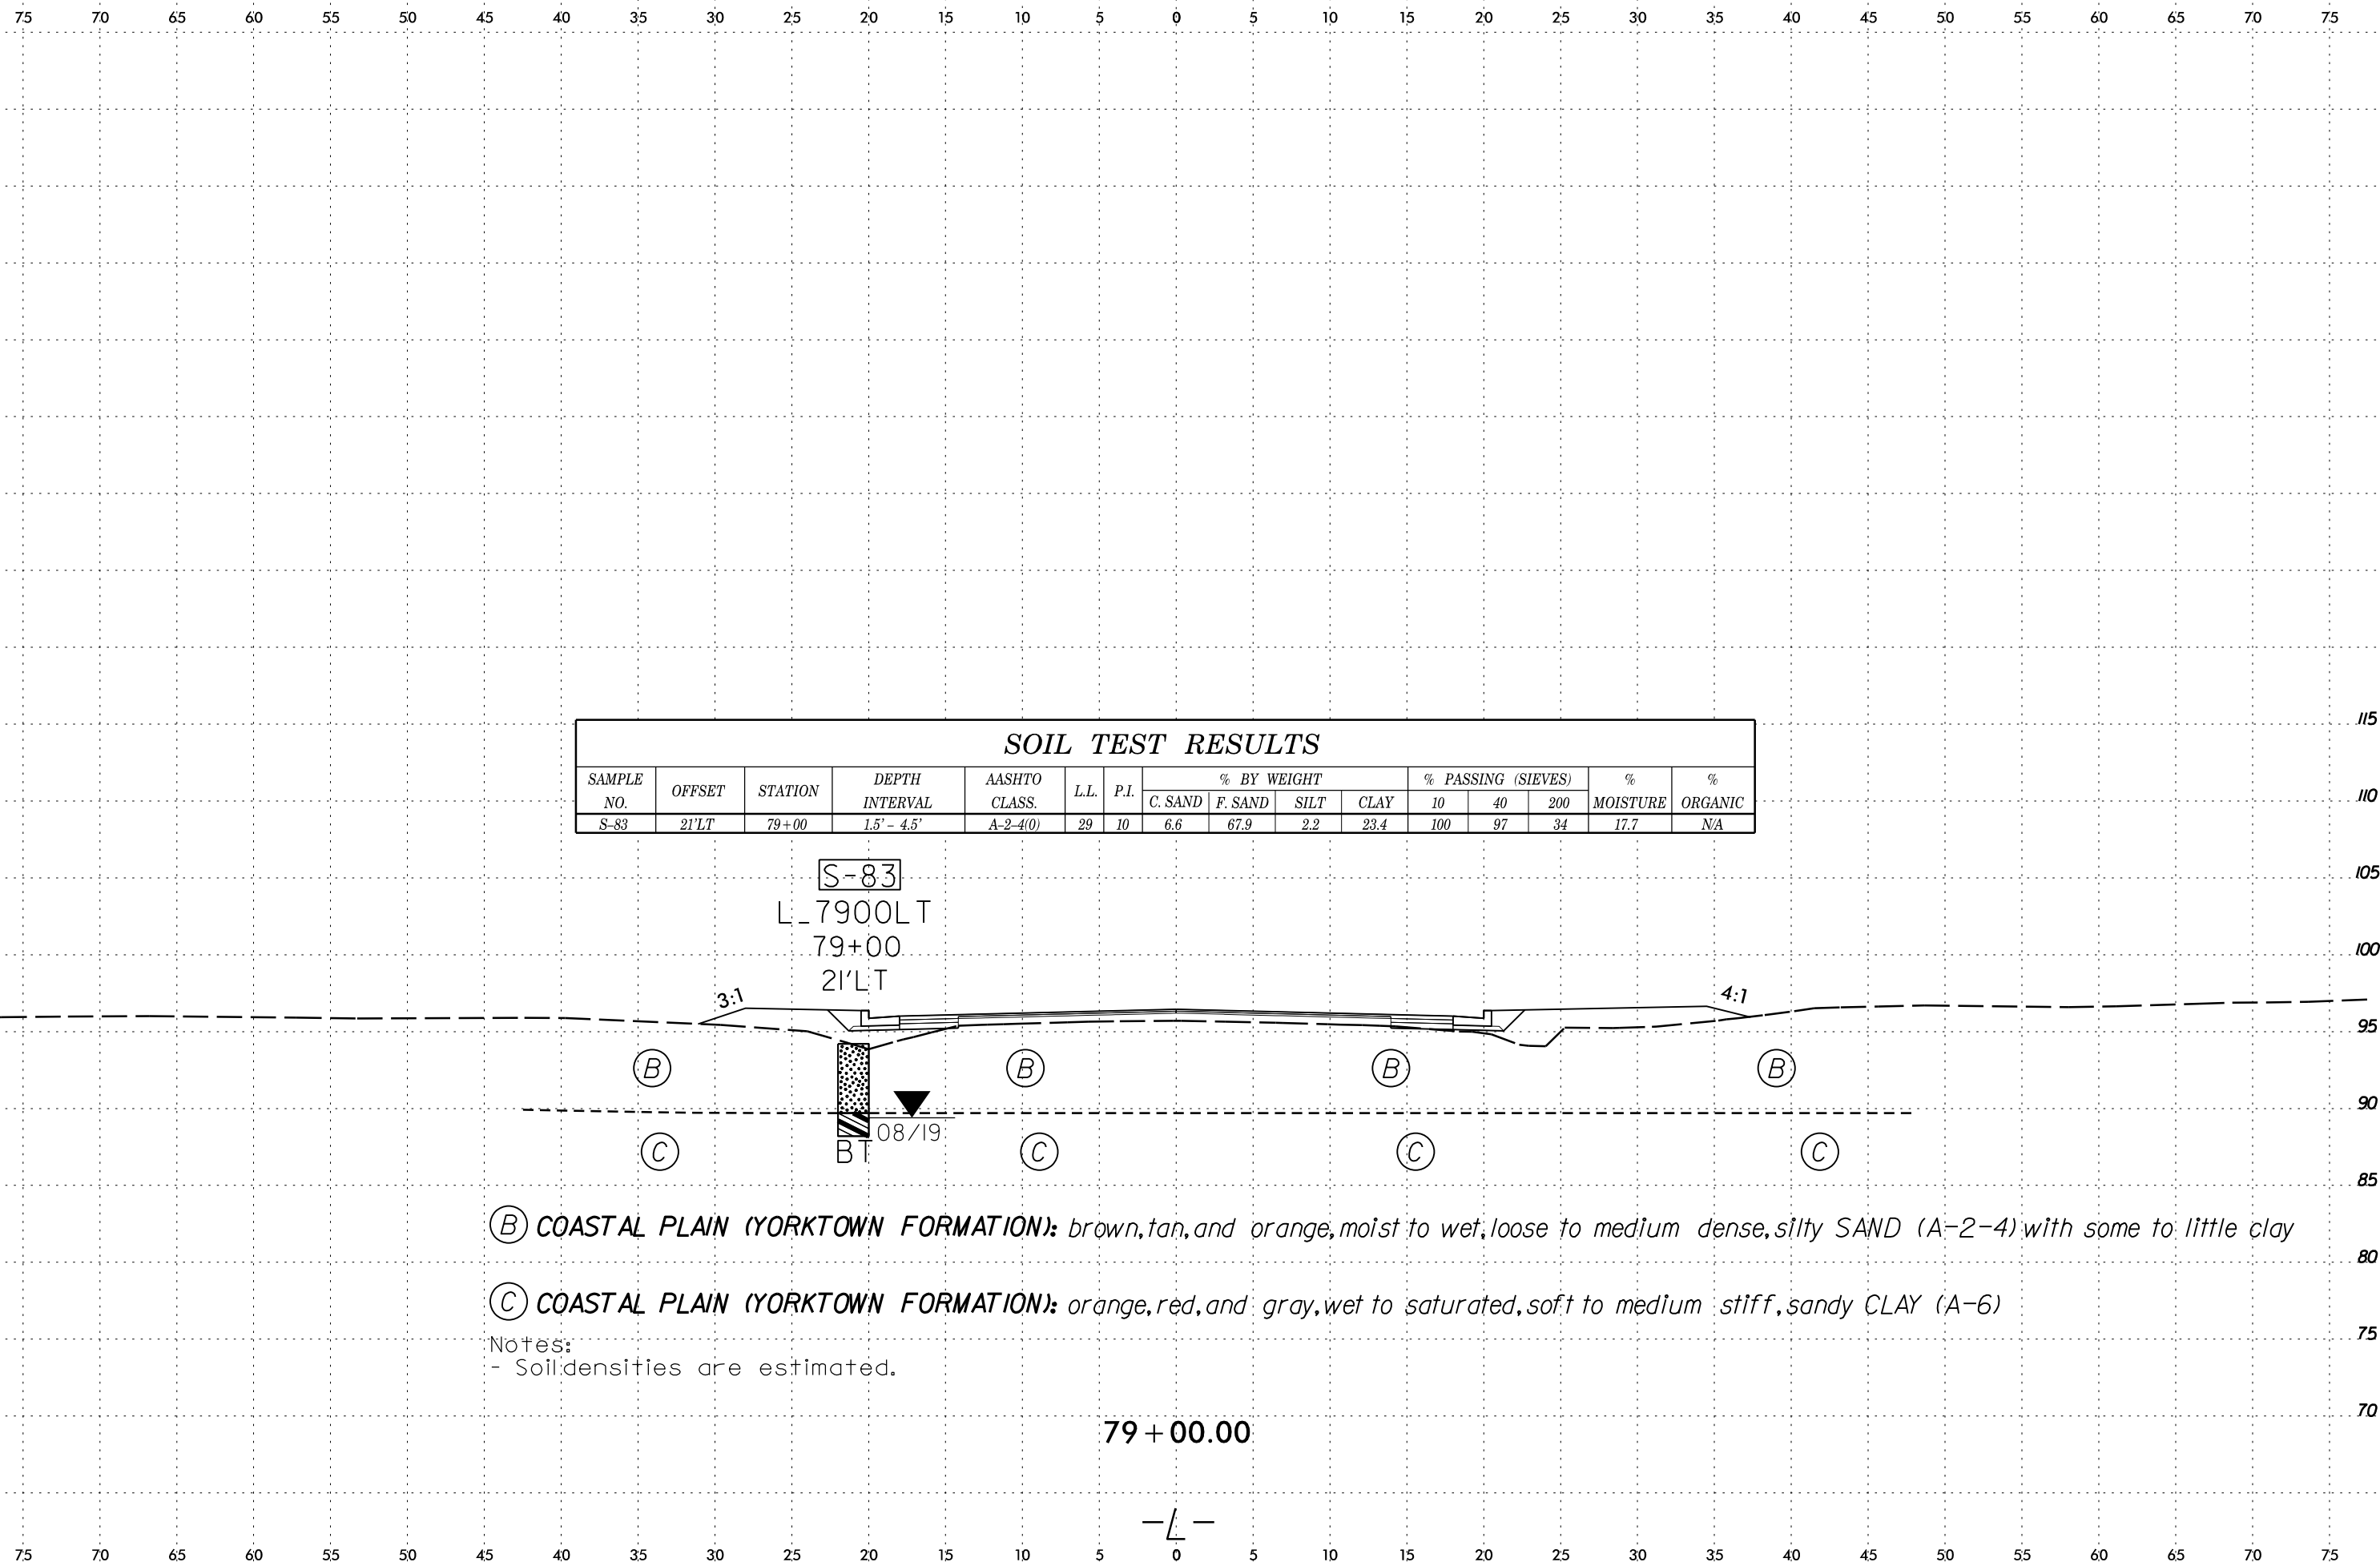 75 70 65 60 55 50 45 40 35 30 25 20 15 10 5 0 5 10 15 20 25 30 35 40 45 50 55 60 65 70 75
115
SOIL TEST RESULTS
SAMPLE NO. OFFSET STATION DEPTH INTERVAL AASHTO CLASS. L.L. P.I. % BY WEIGHT % PASSING (SIEVES) % MOISTURE % ORGANIC
C. SAND F. SAND SILT CLAY 10 40 200
110
S-83 21'LT 79+00 1.5' - 4.5' A-2-4(0) 29 10 6.6 67.9 2.2 23.4 100 97 34 17.7 N/A
S-83
105
L_7900LT
79+00
100
21'LT
3:1 4:1
95
B B B B
90
08/19
BT
C C C C
85
B COASTAL PLAIN (YORKTOWN FORMATION): brown, tan, and orange, moist to wet, loose to medium dense, silty SAND (A-2-4) with some to little clay
80
C COASTAL PLAIN (YORKTOWN FORMATION): orange, red, and gray, wet to saturated, soft to medium stiff, sandy CLAY (A-6)
75
Notes:
- Soil densities are estimated.
70
79+00.00
-L-
75 70 65 60 55 50 45 40 35 30 25 20 15 10 5 0 5 10 15 20 25 30 35 40 45 50 55 60 65 70 75